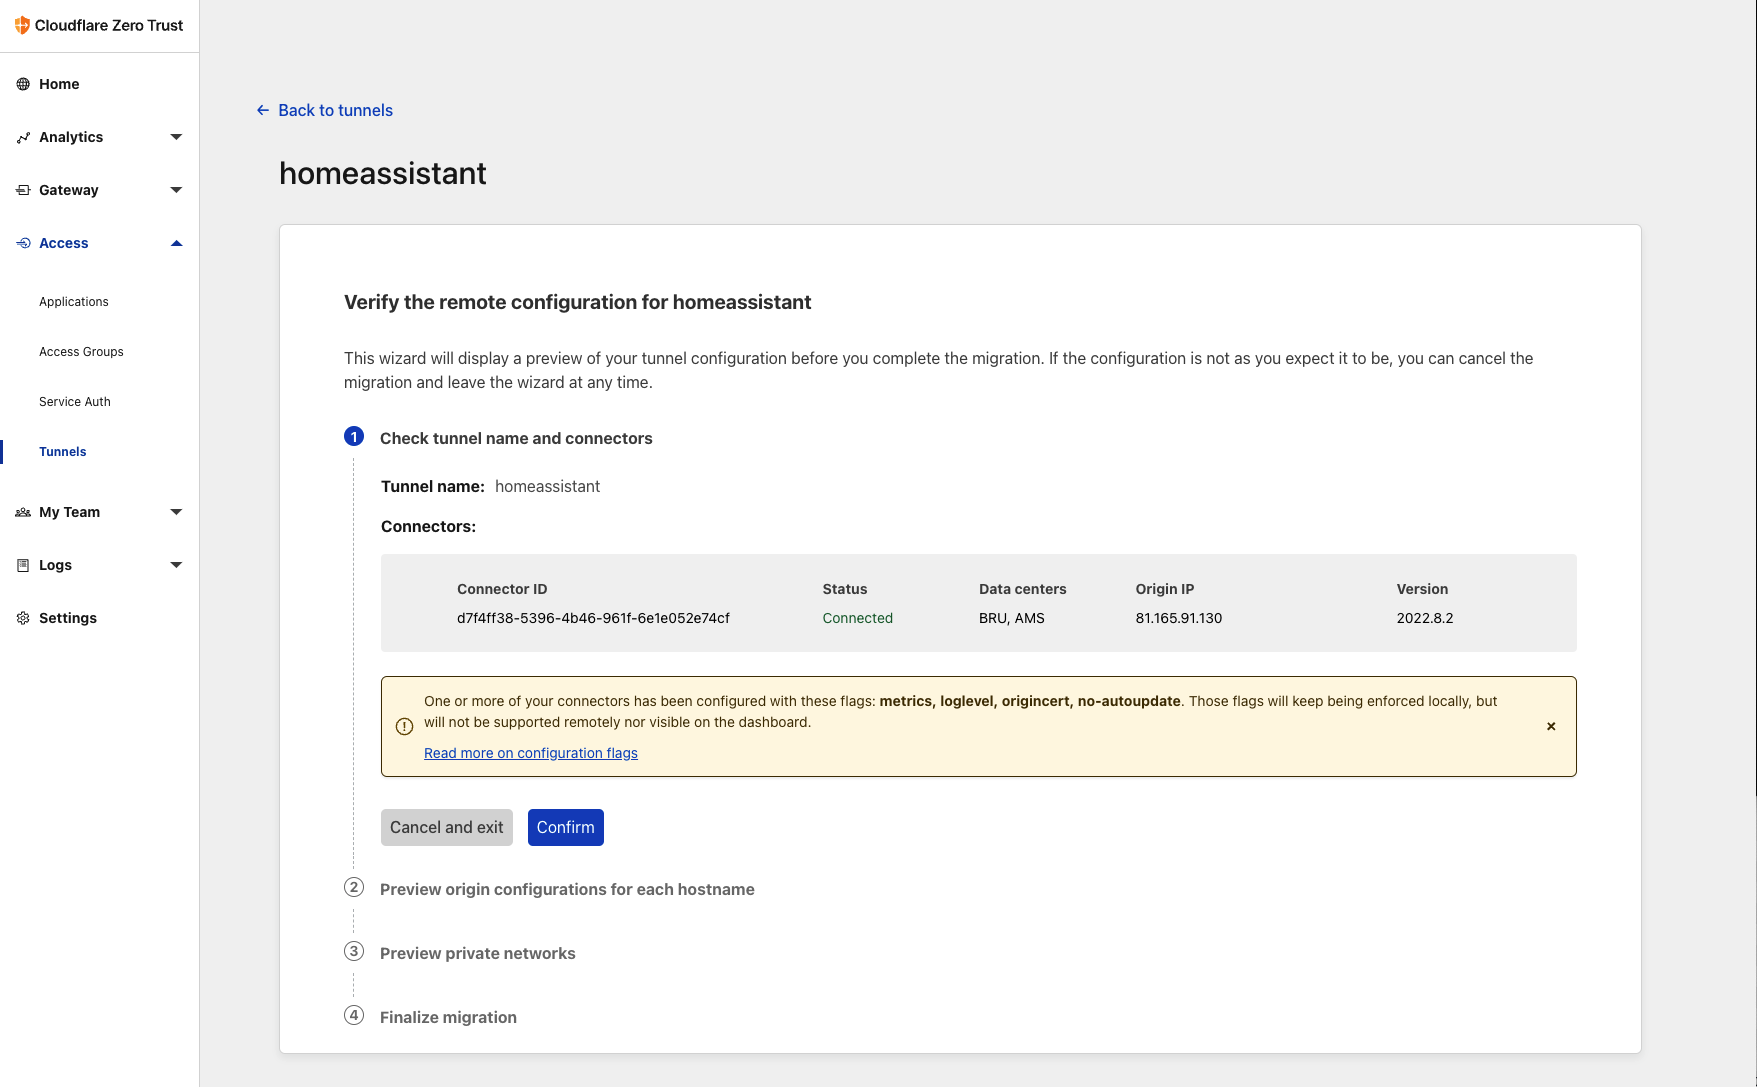 Cloudflare Zero Trust
Home
Analytics
Gateway
Access
Applications
Access Groups
Service Auth
Tunnels
My Team
Logs
Settings
← Back to tunnels
homeassistant
Verify the remote configuration for homeassistant
This wizard will display a preview of your tunnel configuration before you complete the migration. If the configuration is not as you expect it to be, you can cancel the
migration and leave the wizard at any time.
1 Check tunnel name and connectors
Tunnel name: homeassistant
Connectors:
Connector ID Status Data centers Origin IP Version
d7f4ff38-5396-4b46-961f-6e1e052e74cf Connected BRU, AMS 81.165.91.130 2022.8.2
One or more of your connectors has been configured with these flags: metrics, loglevel, origincert, no-autoupdate. Those flags will keep being enforced locally, but
will not be supported remotely nor visible on the dashboard.
Read more on configuration flags
Cancel and exit Confirm
2 Preview origin configurations for each hostname
3 Preview private networks
4 Finalize migration